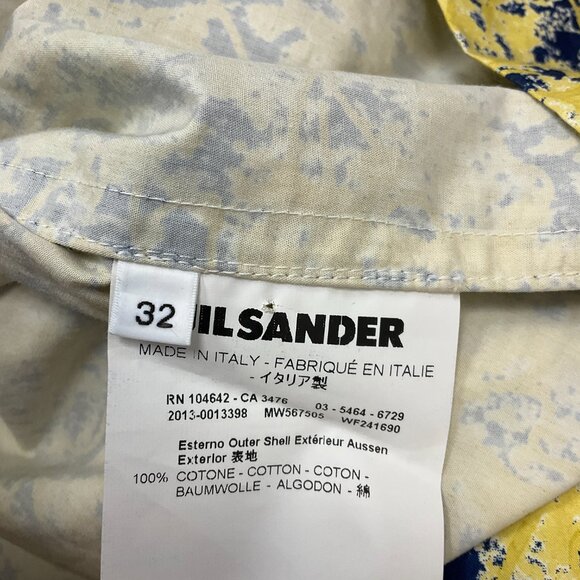 32
JIL SANDER
MADE IN ITALY - FABRIQUÉ EN ITALIE
- イタリア製
RN 104642 - CA 3476 03 - 5464 - 6729
2013-0013398 MW567505 WF241690
Esterno Outer Shell Extérieur Aussen
Exterior 表地
100% COTONE - COTTON - COTON -
BAUMWOLLE - ALGODON - 綿